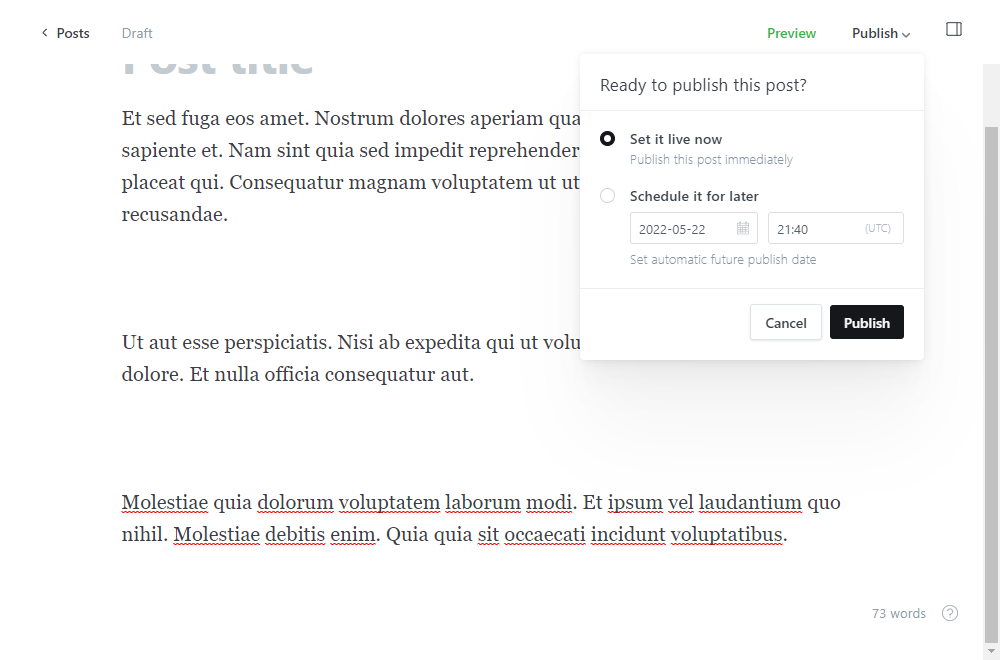 Posts
Draft
Preview
Publish
Post title
Ready to publish this post?
Set it live now
Publish this post immediately
Schedule it for later
2022-05-22
21:40
(UTC)
Set automatic future publish date
Cancel
Publish
Et sed fuga eos amet. Nostrum dolores aperiam qua
sapiente et. Nam sint quia sed impedit reprehender
placeat qui. Consequatur magnam voluptatem ut ut
recusandae.
Ut aut esse perspiciatis. Nisi ab expedita qui ut volu
dolore. Et nulla officia consequatur aut.
Molestiae quia dolorum voluptatem laborum modi. Et ipsum vel laudantium quo
nihil. Molestiae debitis enim. Quia quia sit occaecati incidunt voluptatibus.
73 words
?